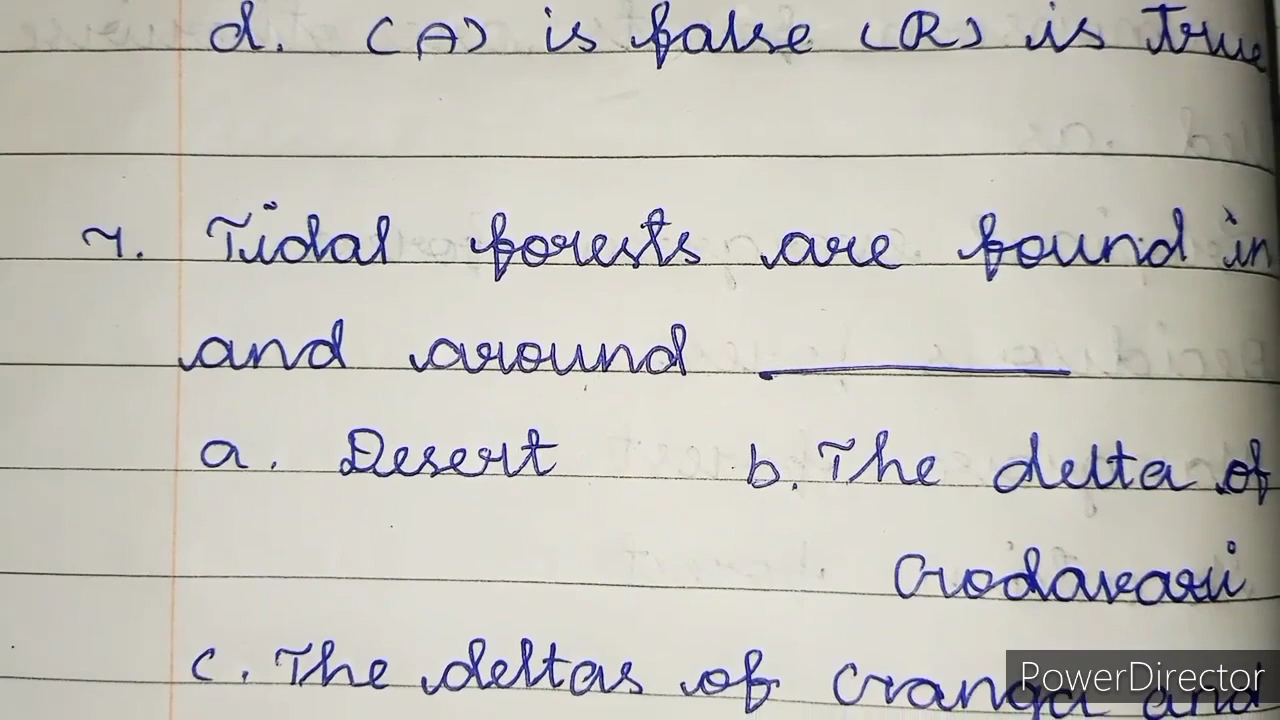 d. (A) is false (R) is True
7. Tidal forests are found in
and around ________
a. Desert b. The delta of
Godavari
c. The deltas of Ganga and
PowerDirector